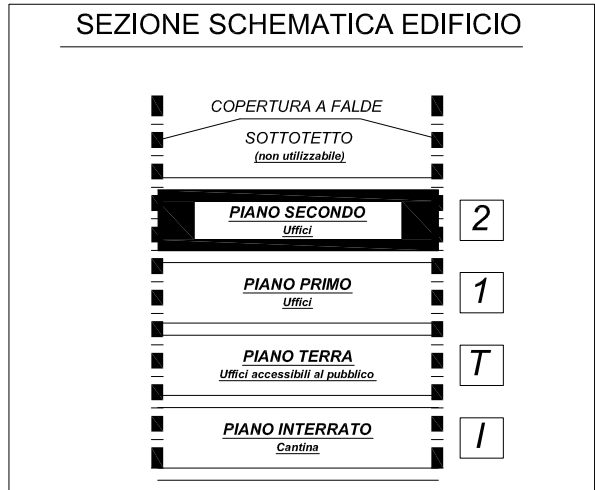 SEZIONE SCHEMATICA EDIFICIO
COPERTURA A FALDE
SOTTOTETTO
(non utilizzabile)
PIANO SECONDO
Uffici
2
PIANO PRIMO
Uffici
1
PIANO TERRA
Uffici accessibili al pubblico
T
PIANO INTERRATO
Cantina
I